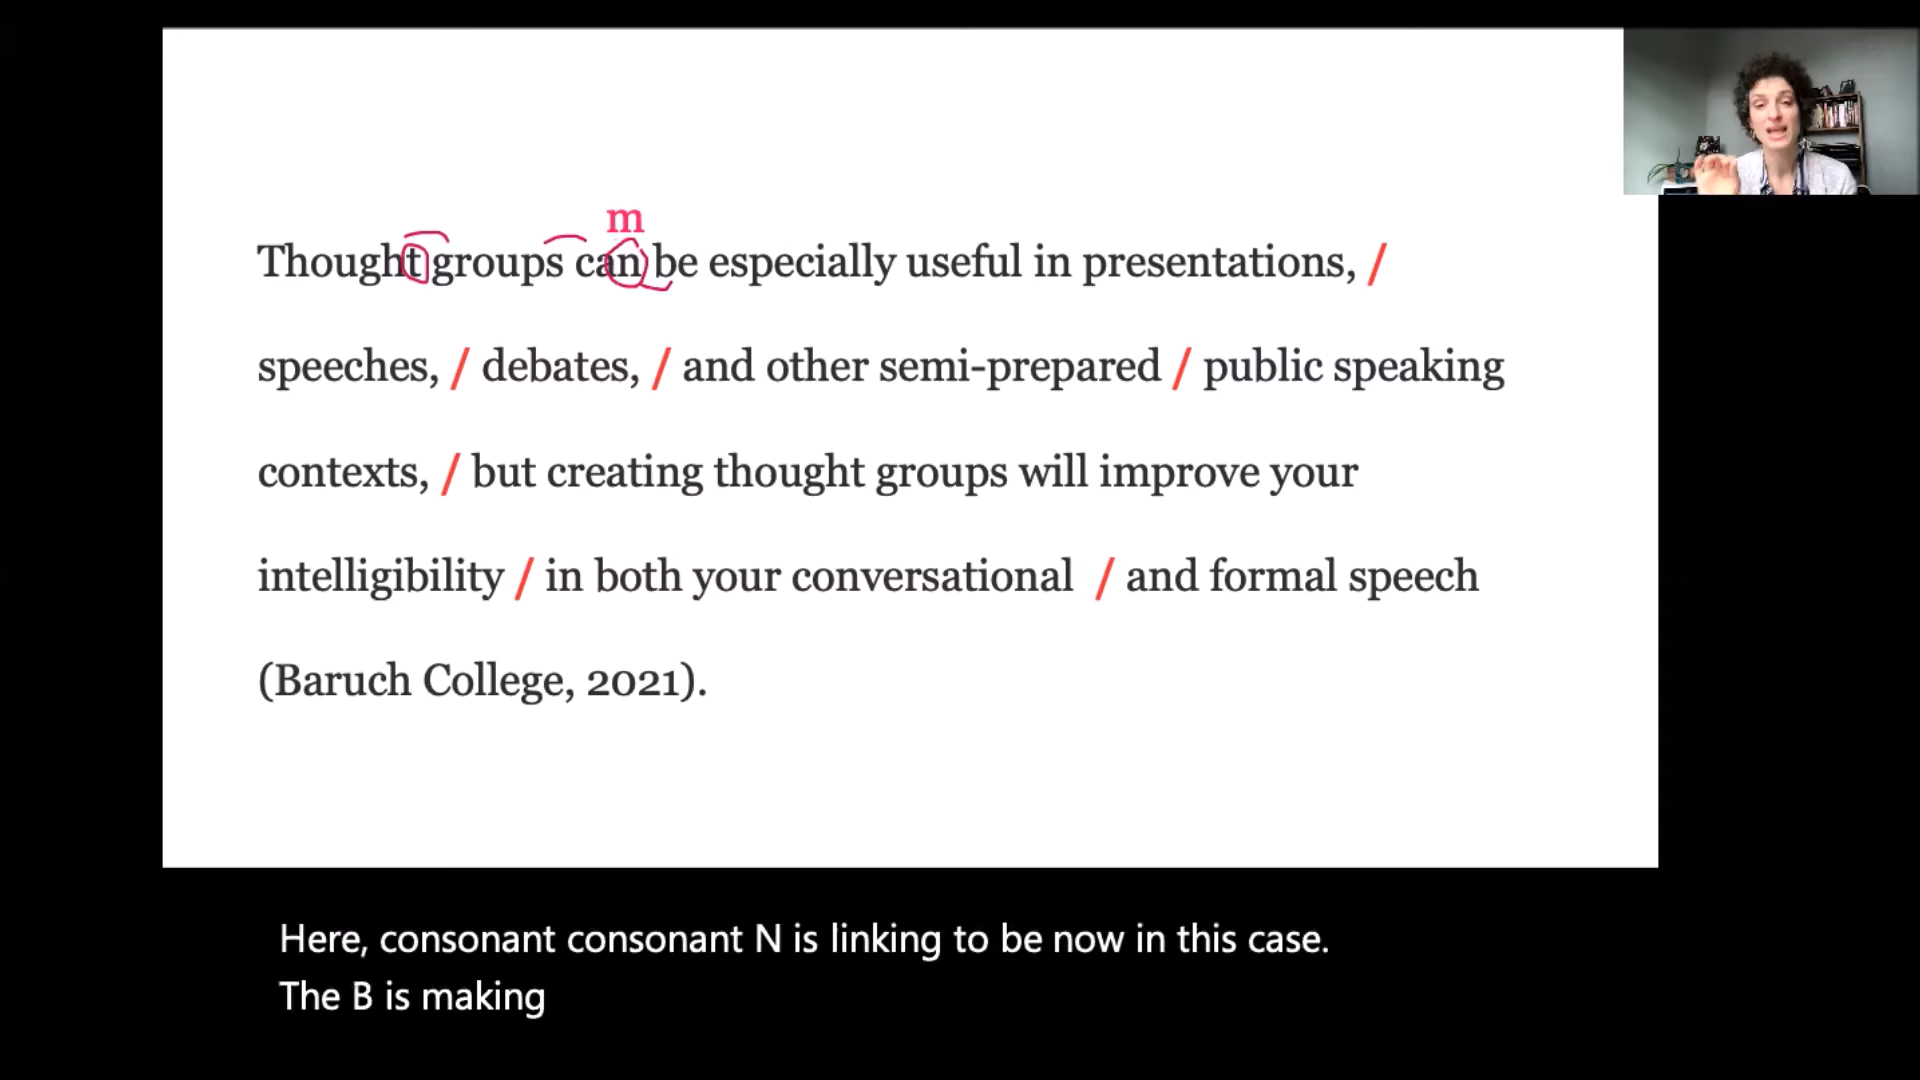 m
Thought groups can be especially useful in presentations, /
speeches, / debates, / and other semi-prepared / public speaking
contexts, / but creating thought groups will improve your
intelligibility / in both your conversational / and formal speech
(Baruch College, 2021).
Here, consonant consonant N is linking to be now in this case.
The B is making